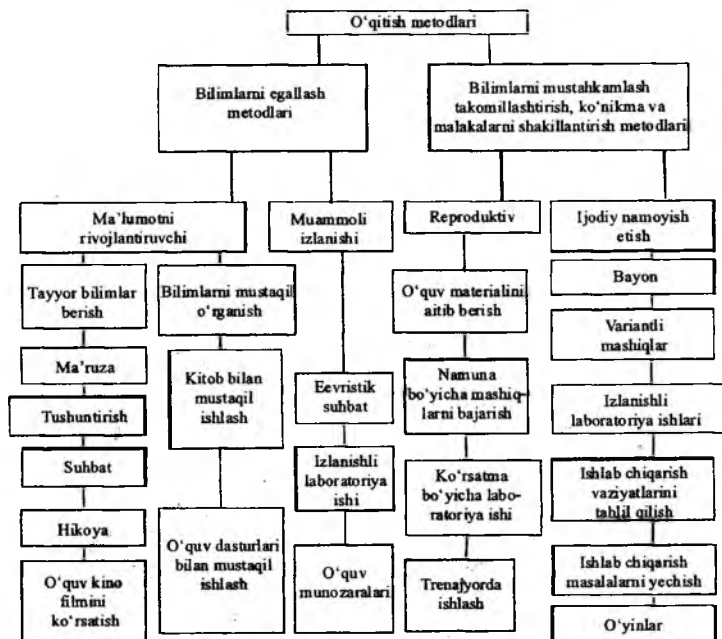 O‘qitish metodlari
Bilimlarni egallash
metodlari
Bilimlarni mustahkamlash
takomillashtirish, ko‘nikma va
malakalarni shakillantirish metodlari
Ma’lumotni
rivojlantiruvchi
Muammoli
izlanishi
Reproduktiv
Ijodiy namoyish
etish
Tayyor bilimlar
berish
Ma’ruza
Tushuntirish
Suhbat
Hikoya
O‘quv kino
filmini
ko‘rsatish
Bilimlarni mustaqil
o‘rganish
Kitob bilan
mustaqil
ishlash
O‘quv dasturlari
bilan mustaqil
ishlash
Eevristik
suhbat
Izlanishli
laboratoriya
ishi
O‘quv
munozaralari
O‘quv materialini
aitib berish
Namuna
bo‘yicha mashiq-
larni bajarish
Ko‘rsatma
bo‘yicha labo-
ratoriya ishi
Trenajyorda
ishlash
Bayon
Variantli
mashiqlar
Izlanishli
laboratoriya ishlari
Ishlab chiqarish
vaziyatlarini
tahlil qilish
Ishlab chiqarish
masalalarni yechish
O‘yinlar